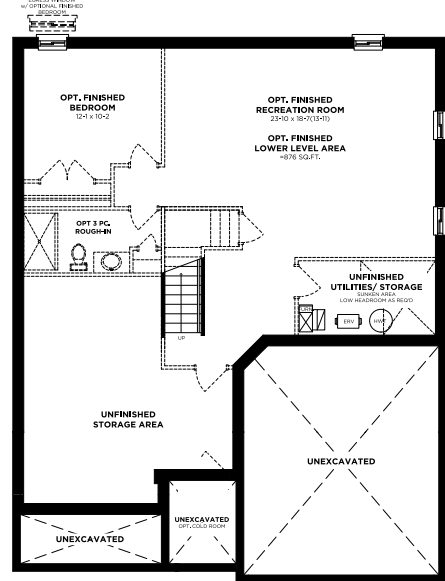 EGRESS WINDOW
w/ OPTIONAL FINISHED
BEDROOM
OPT. FINISHED
BEDROOM
12-1 x 10-2
OPT. FINISHED
RECREATION ROOM
23-10 x 18-7(13-11)
OPT. FINISHED
LOWER LEVEL AREA
=876 SQ.FT.
OPT 3 PC.
ROUGH-IN
UNFINISHED
UTILITIES/ STORAGE
SUNKEN AREA
LOW HEADROOM AS REQ'D
ERV
HWT
UP
UNFINISHED
STORAGE AREA
UNEXCAVATED
UNEXCAVATED
OPT. COLD ROOM
UNEXCAVATED